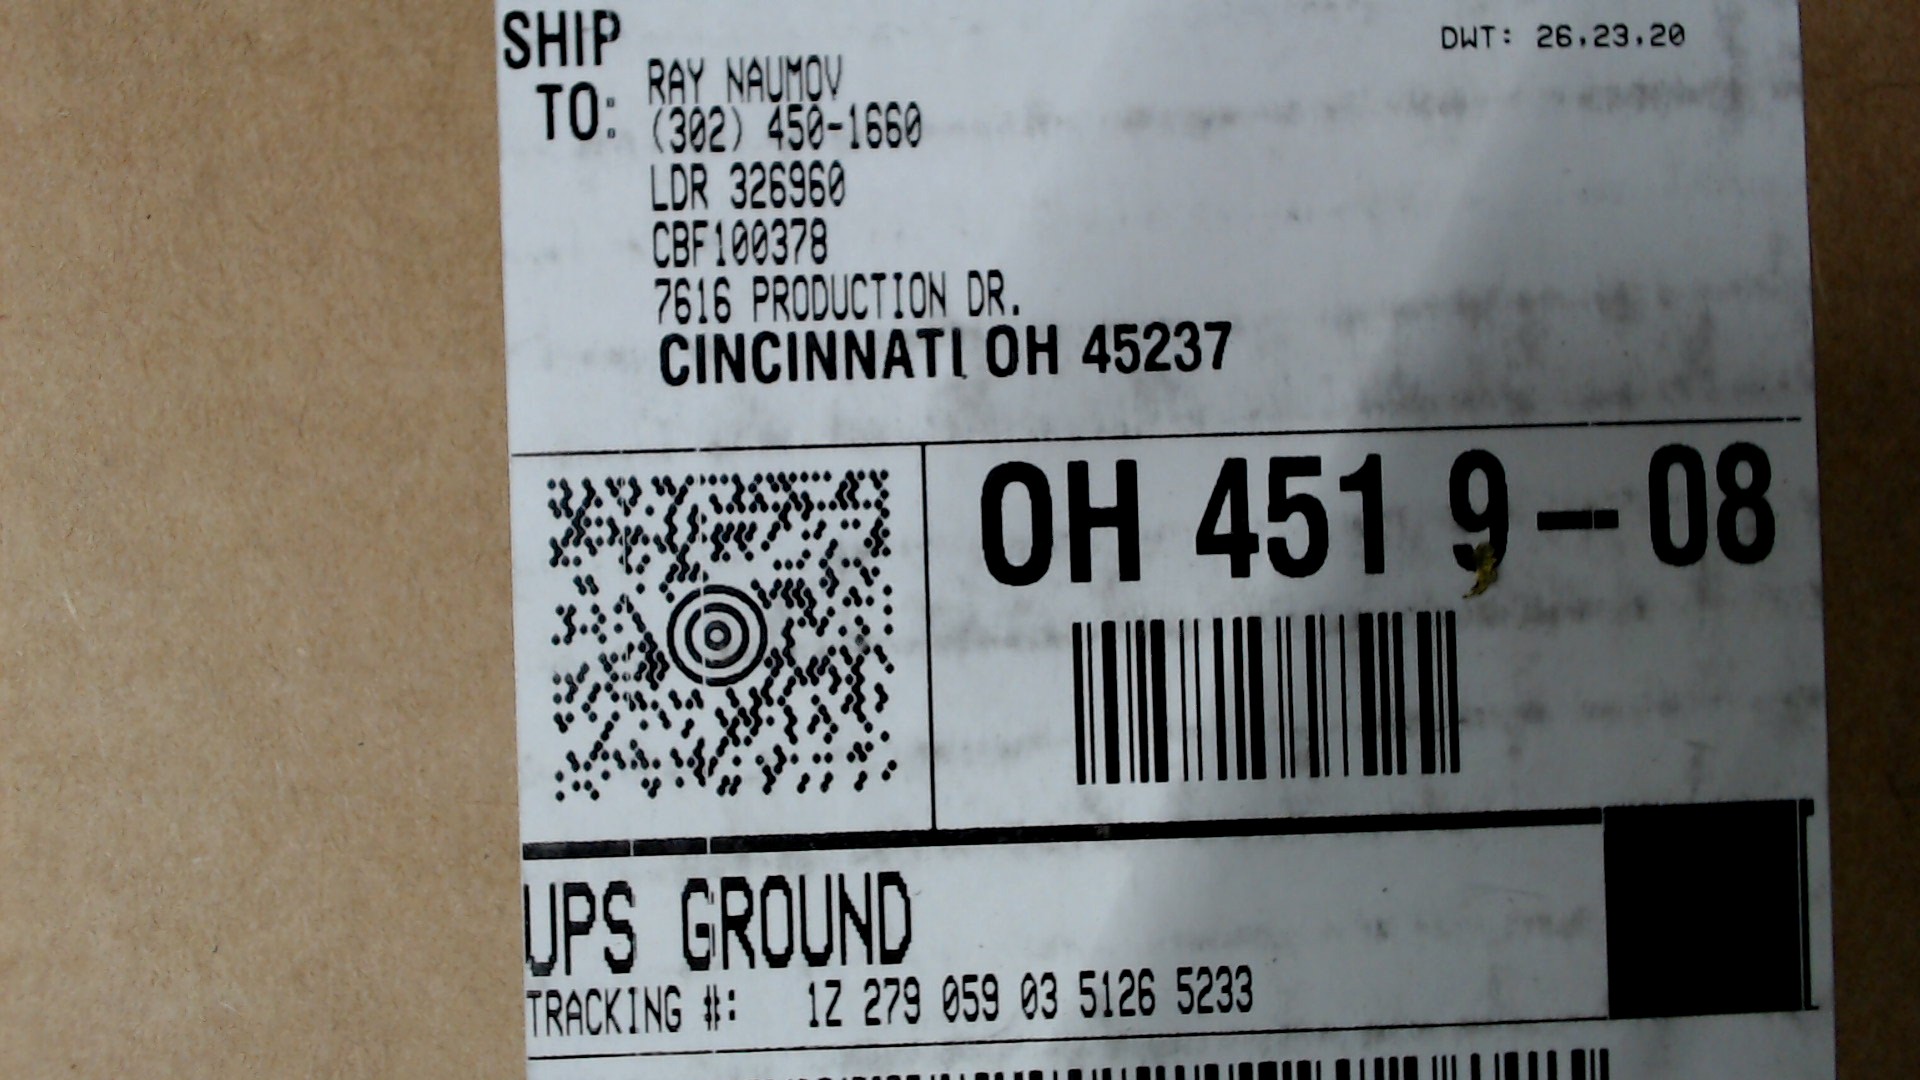 SHIP TO:
DWT: 26,23,20
RAY NAUMOV
(302) 450-1660
LDR 326960
CBF100378
7616 PRODUCTION DR.
CINCINNATI OH 45237
OH 451 9-08
UPS GROUND
TRACKING #: 1Z 279 059 03 5126 5233